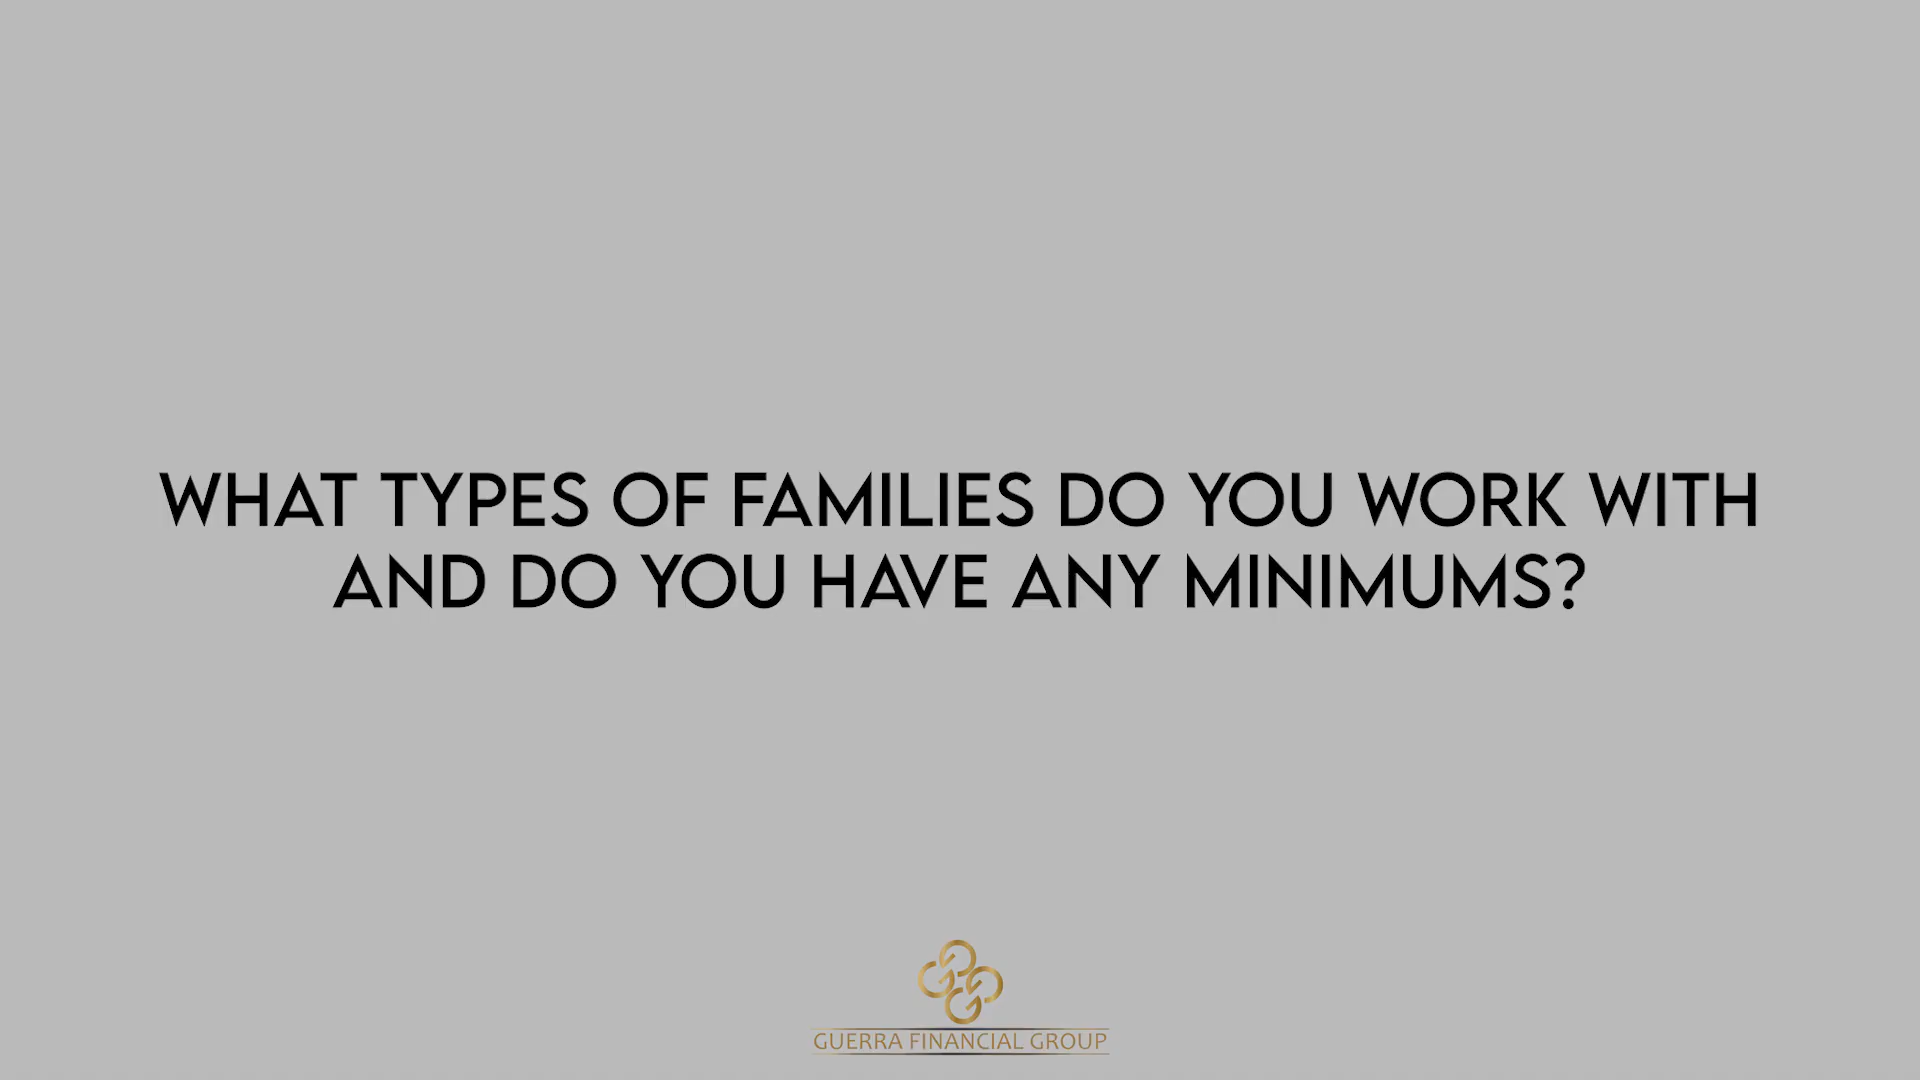 WHAT TYPES OF FAMILIES DO YOU WORK WITH
AND DO YOU HAVE ANY MINIMUMS?
GUERRA FINANCIAL GROUP